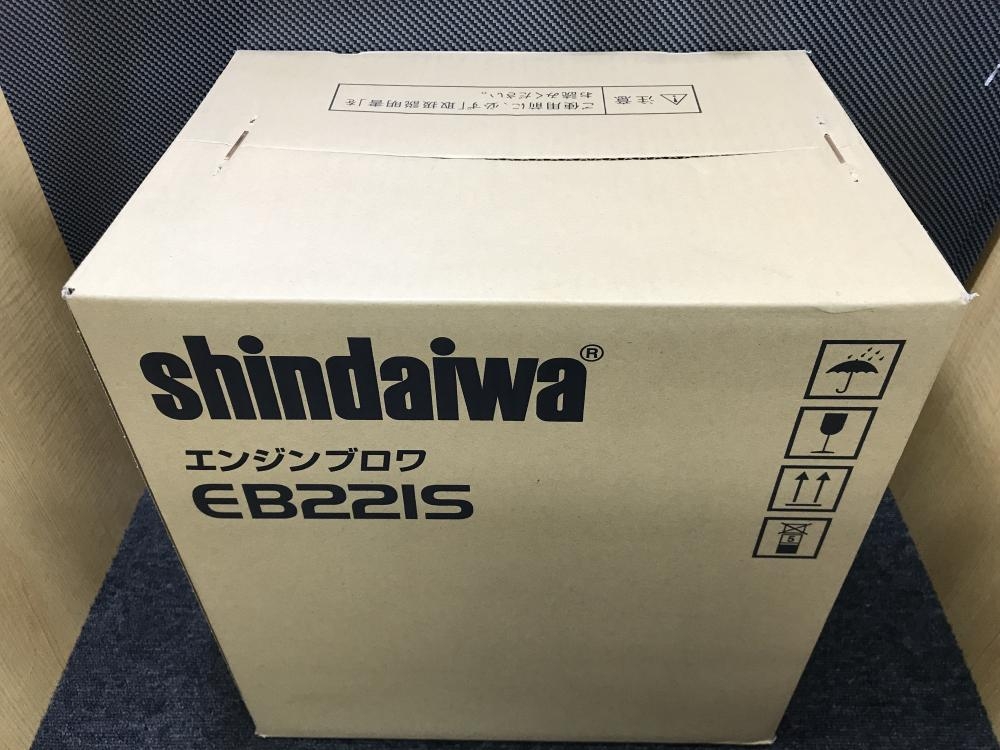 注意
ご使用前に、必ず「取扱説明書」を
お読みください。
shindaiwa®
エンジンブロワ
EB221S
5